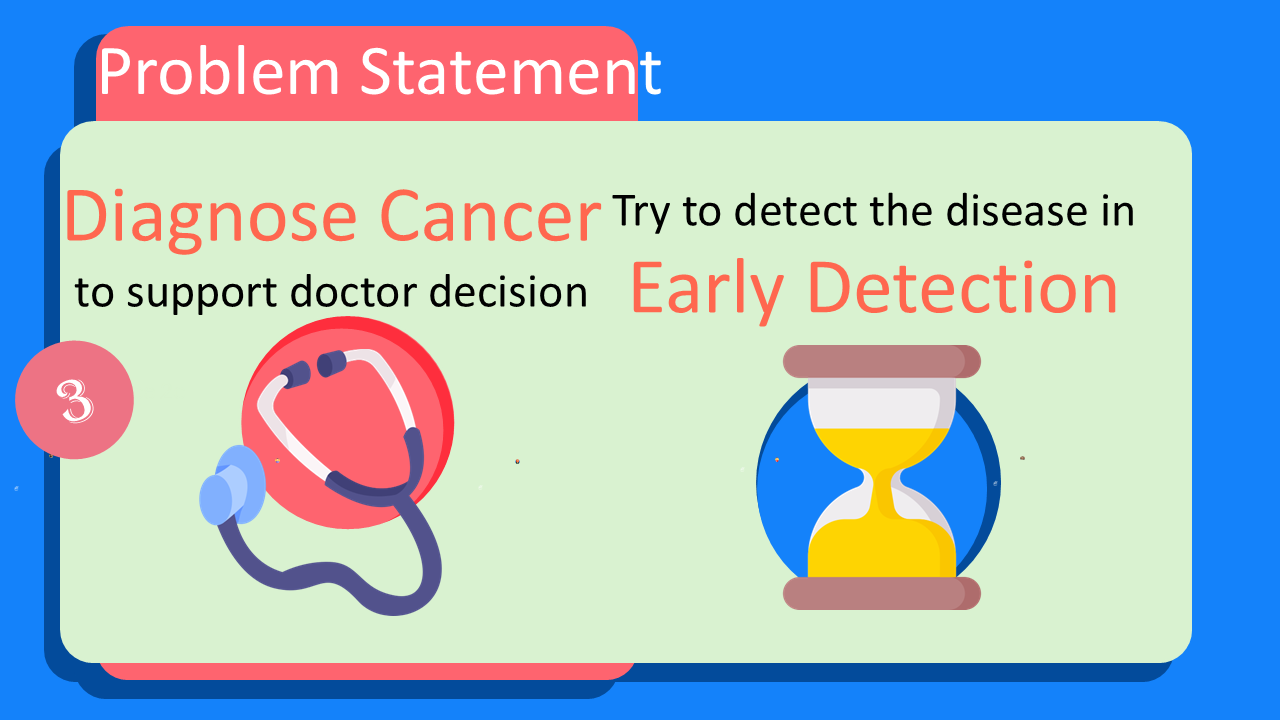 Problem Statement
Diagnose Cancer
to support doctor decision
Try to detect the disease in
Early Detection
3